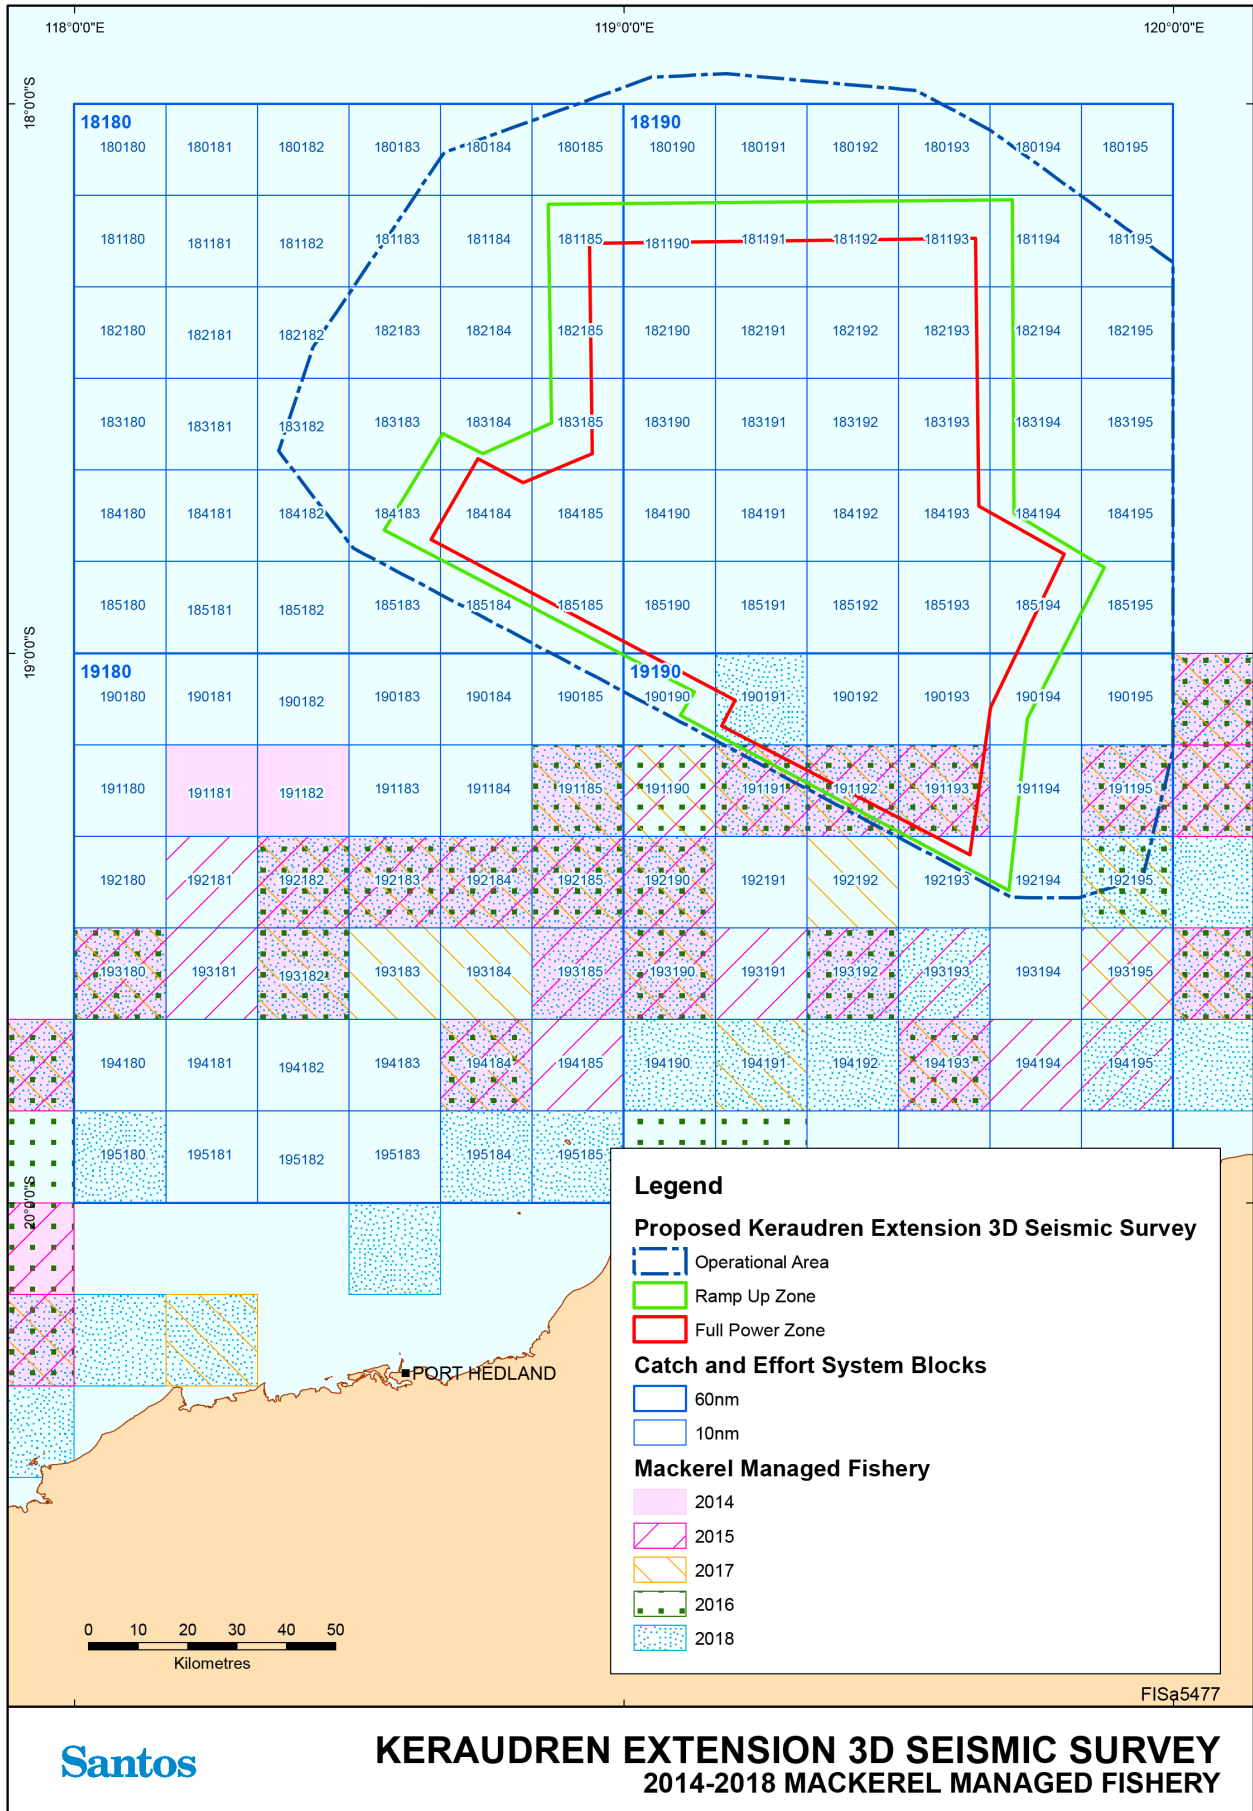 118°0'0"E 119°0'0"E 120°0'0"E
18°0'0"S
18180 18190
180180 180181 180182 180183 180184 180185 180190 180191 180192 180193 180194 180195
181180 181181 181182 181183 181184 181185 181190 181191 181192 181193 181194 181195
182180 182181 182182 182183 182184 182185 182190 182191 182192 182193 182194 182195
183180 183181 183182 183183 183184 183185 183190 183191 183192 183193 183194 183195
184180 184181 184182 184183 184184 184185 184190 184191 184192 184193 184194 184195
185180 185181 185182 185183 185184 185185 185190 185191 185192 185193 185194 185195
19°0'0"S
19180 19190
190180 190181 190182 190183 190184 190185 190190 190191 190192 190193 190194 190195
191180 191181 191182 191183 191184 191185 191190 191191 191192 191193 191194 191195
192180 192181 192182 192183 192184 192185 192190 192191 192192 192193 192194 192195
193180 193181 193182 193183 193184 193185 193190 193191 193192 193193 193194 193195
194180 194181 194182 194183 194184 194185 194190 194191 194192 194193 194194 194195
195180 195181 195182 195183 195184 195185
20°0'0"S
PORT HEDLAND
Legend
Proposed Keraudren Extension 3D Seismic Survey
Operational Area
Ramp Up Zone
Full Power Zone
Catch and Effort System Blocks
60nm
10nm
Mackerel Managed Fishery
2014
2015
2017
2016
2018
0 10 20 30 40 50
Kilometres
FISa5477
Santos
KERAUDREN EXTENSION 3D SEISMIC SURVEY
2014-2018 MACKEREL MANAGED FISHERY